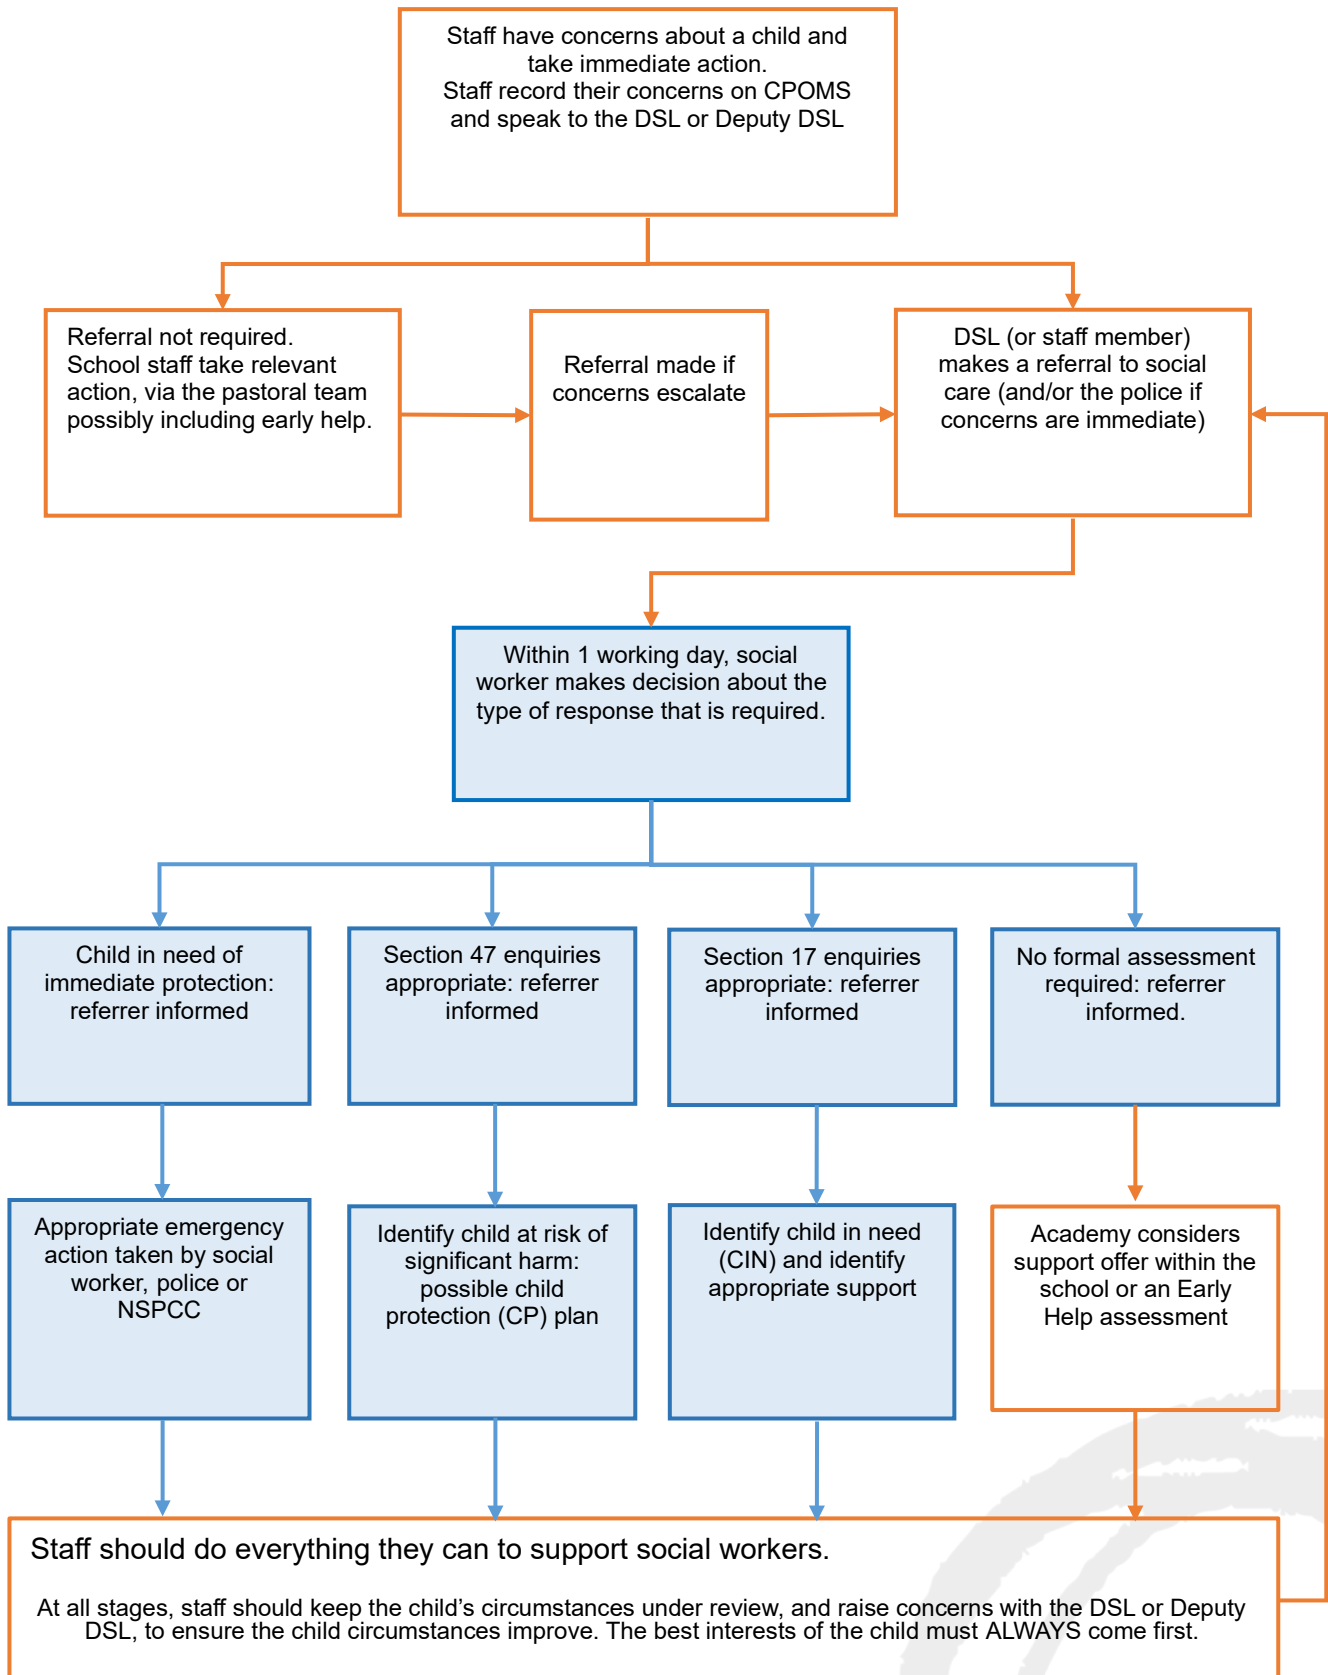 Staff have concerns about a child and
take immediate action.
Staff record their concerns on CPOMS
and speak to the DSL or Deputy DSL
Referral not required.
School staff take relevant
action, via the pastoral team
possibly including early help.
Referral made if
concerns escalate
DSL (or staff member)
makes a referral to social
care (and/or the police if
concerns are immediate)
Within 1 working day, social
worker makes decision about the
type of response that is required.
Child in need of
immediate protection:
referrer informed
Section 47 enquiries
appropriate: referrer
informed
Section 17 enquiries
appropriate: referrer
informed
No formal assessment
required: referrer
informed.
Appropriate emergency
action taken by social
worker, police or
NSPCC
Identify child at risk of
significant harm:
possible child
protection (CP) plan
Identify child in need
(CIN) and identify
appropriate support
Academy considers
support offer within the
school or an Early
Help assessment
Staff should do everything they can to support social workers.
At all stages, staff should keep the child’s circumstances under review, and raise concerns with the DSL or Deputy
DSL, to ensure the child circumstances improve. The best interests of the child must ALWAYS come first.